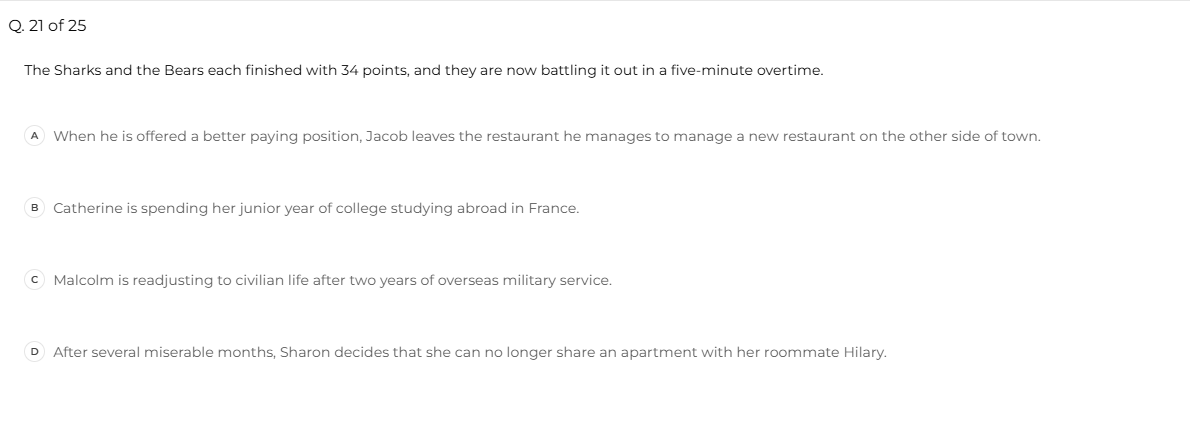 Q. 21 of 25
The Sharks and the Bears each finished with 34 points, and they are now battling it out in a five-minute overtime.
A When he is offered a better paying position, Jacob leaves the restaurant he manages to manage a new restaurant on the other side of town.
B Catherine is spending her junior year of college studying abroad in France.
C Malcolm is readjusting to civilian life after two years of overseas military service.
D After several miserable months, Sharon decides that she can no longer share an apartment with her roommate Hilary.